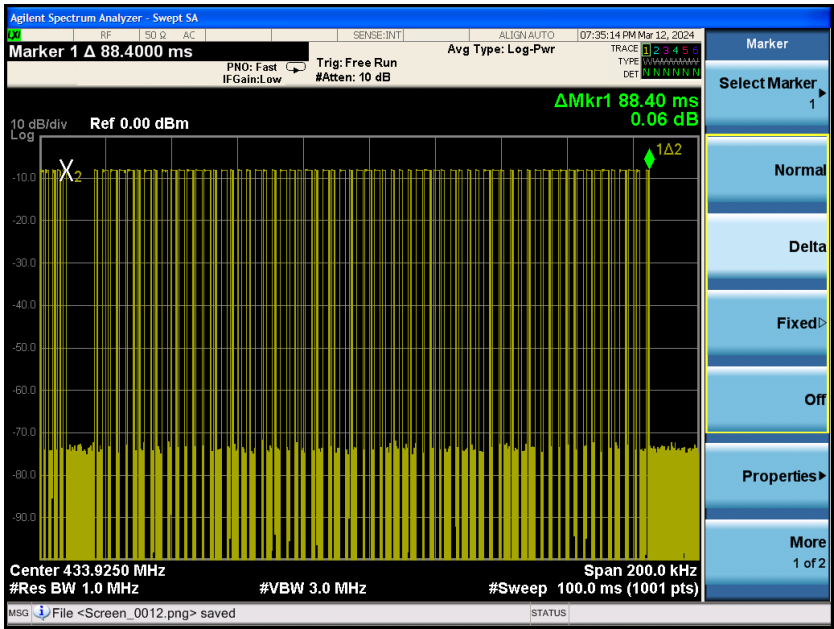 Agilent Spectrum Analyzer - Swept SA
LXI RF 50 Ω AC SENSE:INT ALIGN AUTO 07:35:14 PM Mar 12, 2024
Marker 1 Δ 88.4000 ms
PNO: Fast
IFGain:Low
Trig: Free Run
#Atten: 10 dB
Avg Type: Log-Pwr
TRACE 1 2 3 4 5 6
TYPE WWWWWW
DET N N N N N N
ΔMkr1 88.40 ms
0.06 dB
10 dB/div Ref 0.00 dBm
Log
X2
1Δ2
-10.0
-20.0
-30.0
-40.0
-50.0
-60.0
-70.0
-80.0
-90.0
Center 433.9250 MHz Span 200.0 kHz
#Res BW 1.0 MHz #VBW 3.0 MHz #Sweep 100.0 ms (1001 pts)
MSG File <Screen_0012.png> saved STATUS
Marker
Select Marker
1
Normal
Delta
Fixed
Off
Properties
More
1 of 2